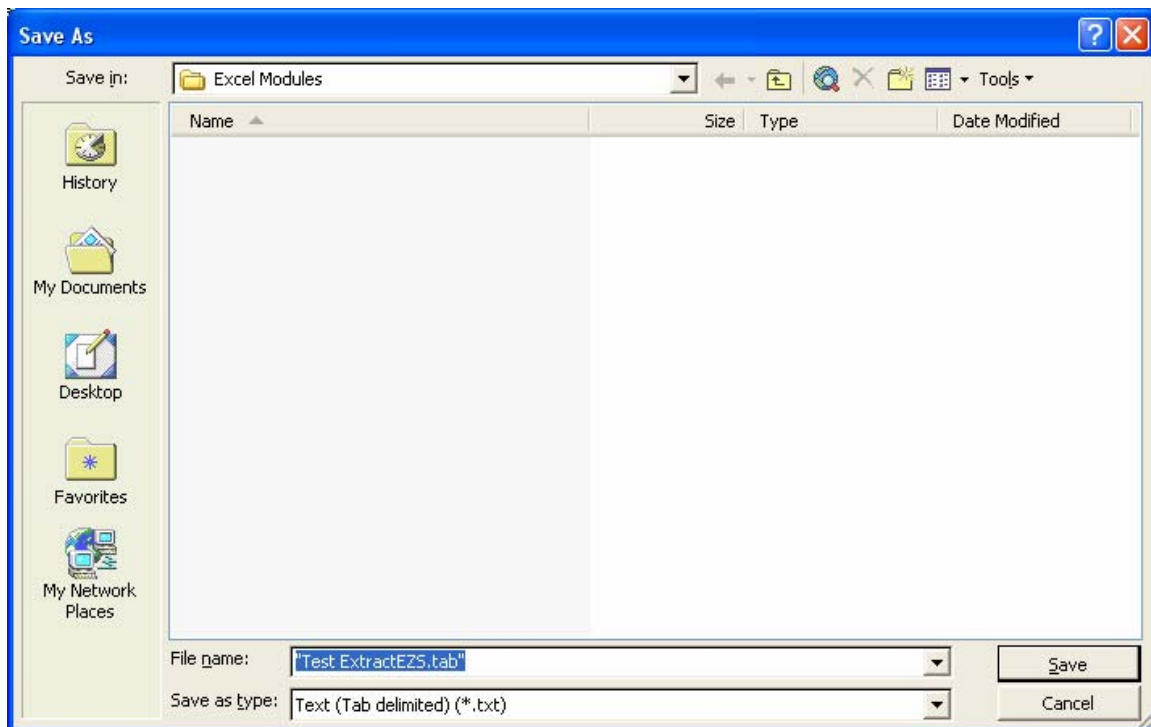 Save As
Save in:
Excel Modules
Tools
Name
Size
Type
Date Modified
History
My Documents
Desktop
Favorites
My Network
Places
File name:
"Test ExtractEZS.tab"
Save
Save as type:
Text (Tab delimited) (*.txt)
Cancel